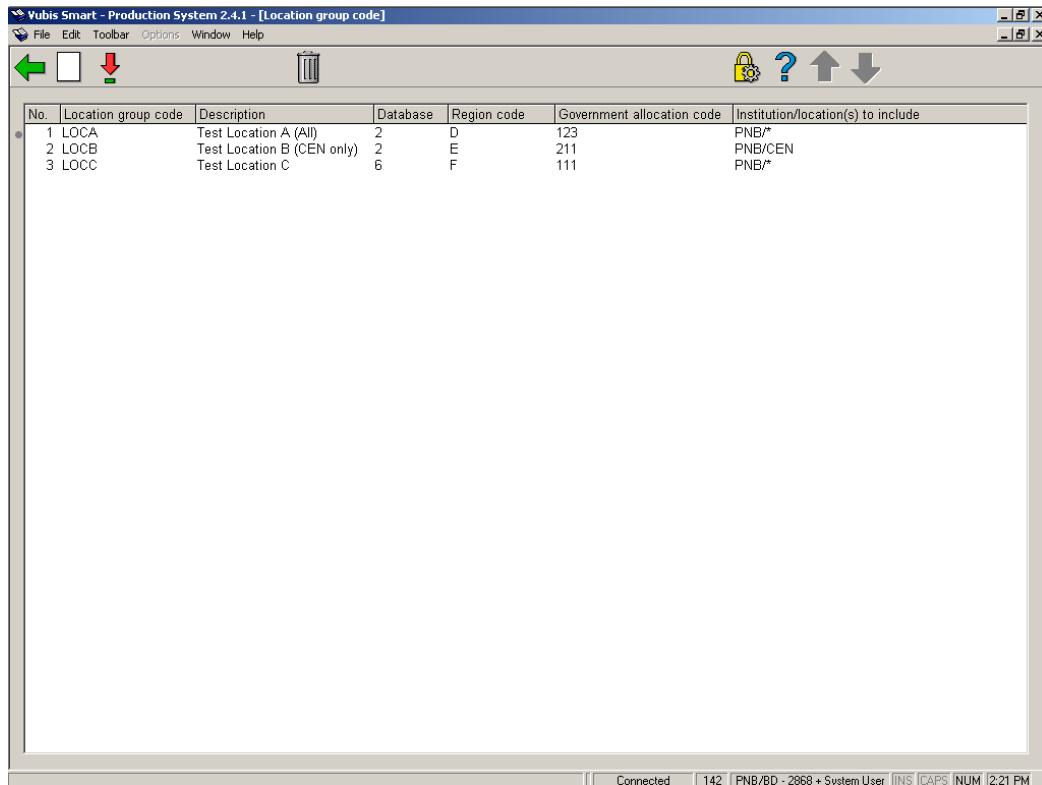 Vubis Smart - Production System 2.4.1 - [Location group code]
File Edit Toolbar Options Window Help
No. Location group code Description Database Region code Government allocation code Institution/location(s) to include
1 LOCA Test Location A (All) 2 D 123 PNB/*
2 LOCB Test Location B (CEN only) 2 E 211 PNB/CEN
3 LOCC Test Location C 6 F 111 PNB/*
Connected 142 PNB/BD - 2868 + System User INS CAPS NUM 2:21 PM